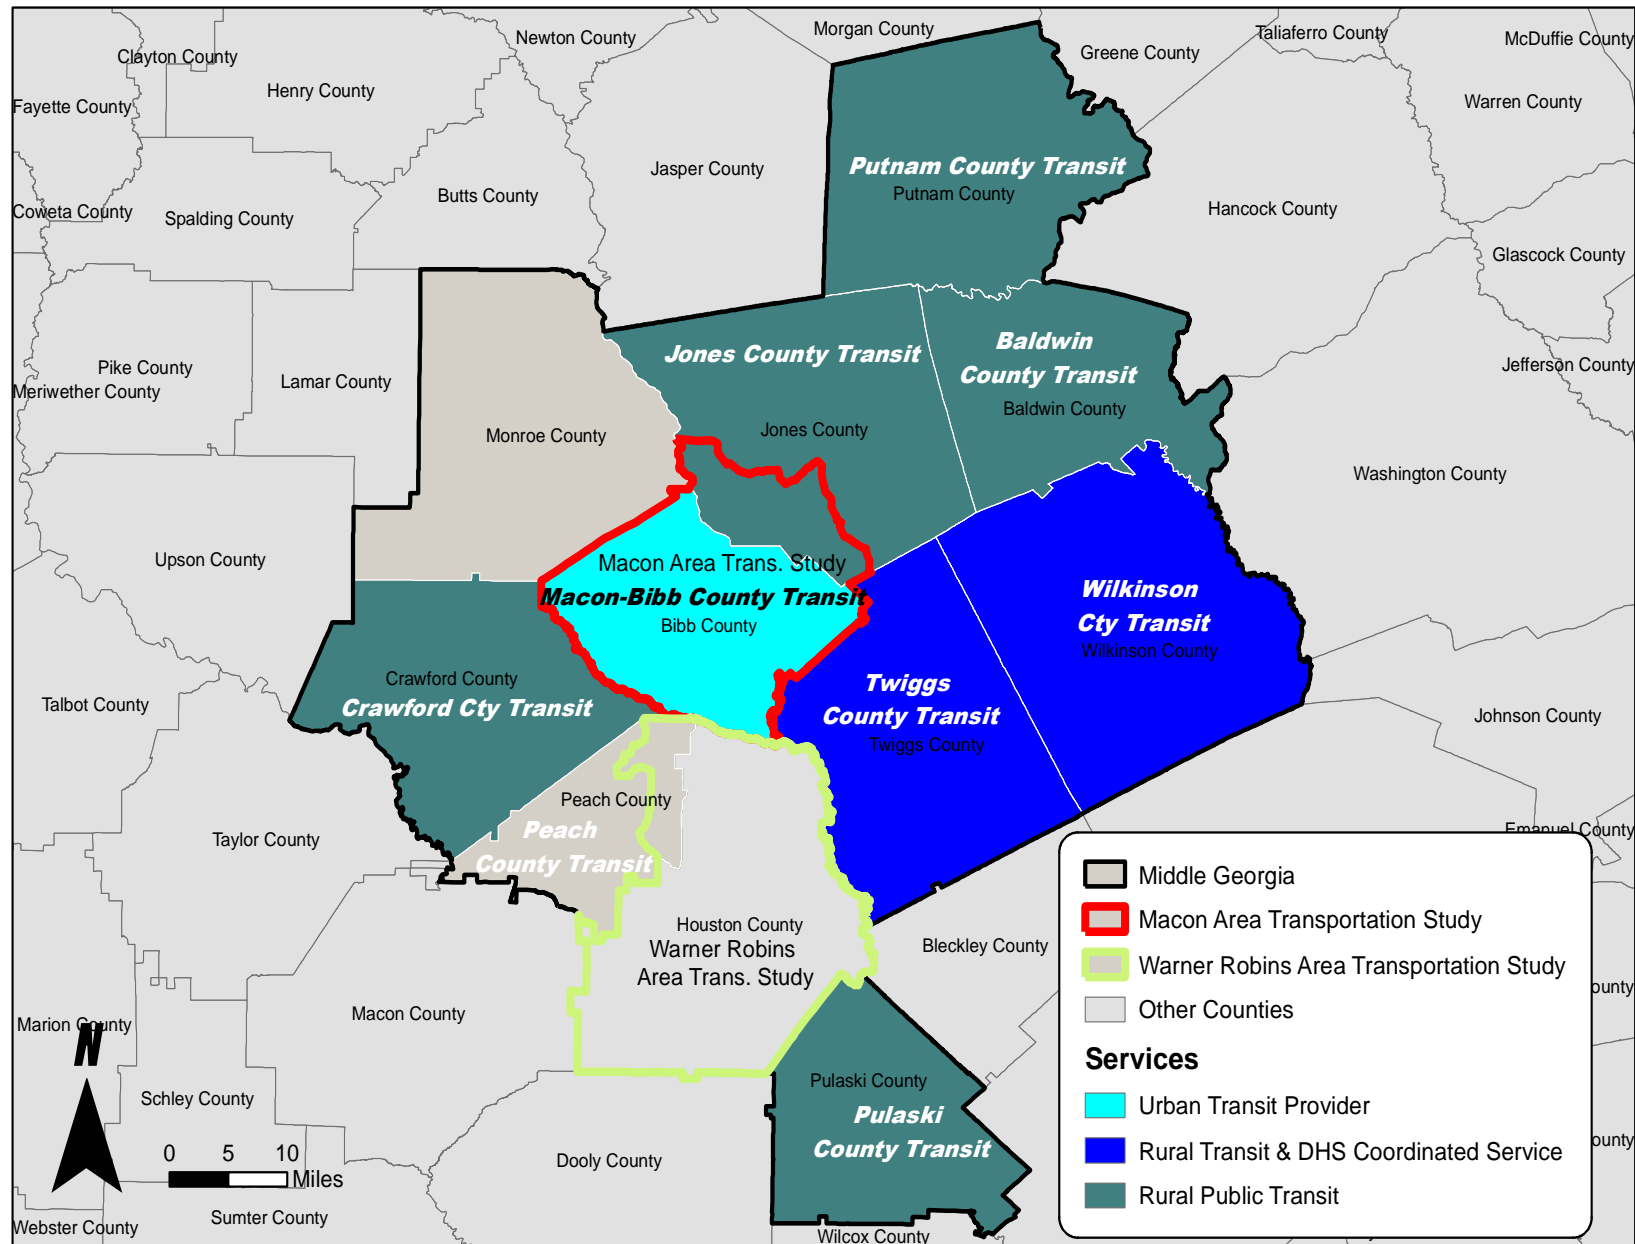 Morgan County
Taliaferro County
Newton County
McDuffie County
Clayton County
Greene County
Henry County
Fayette County
Warren County
Jasper County
Putnam County Transit
Putnam County
Butts County
Hancock County
Coweta County
Spalding County
Glascock County
Jones County Transit
Baldwin
County Transit
Baldwin County
Pike County
Jefferson County
Lamar County
Meriwether County
Monroe County
Jones County
Washington County
Upson County
Macon Area Trans. Study
Macon-Bibb County Transit
Bibb County
Wilkinson
Cty Transit
Wilkinson County
Crawford County
Crawford Cty Transit
Twiggs
County Transit
Twiggs County
Talbot County
Johnson County
Peach County
Peach
County Transit
Taylor County
Emanuel County
Houston County
Warner Robins
Area Trans. Study
Bleckley County
Macon County
Marion County
Pulaski County
Pulaski
County Transit
Schley County
Dooly County
Sumter County
Webster County
Wilcox County
N
0 5 10
Miles
Middle Georgia
Macon Area Transportation Study
Warner Robins Area Transportation Study
Other Counties
Services
Urban Transit Provider
Rural Transit & DHS Coordinated Service
Rural Public Transit
ounty
ounty